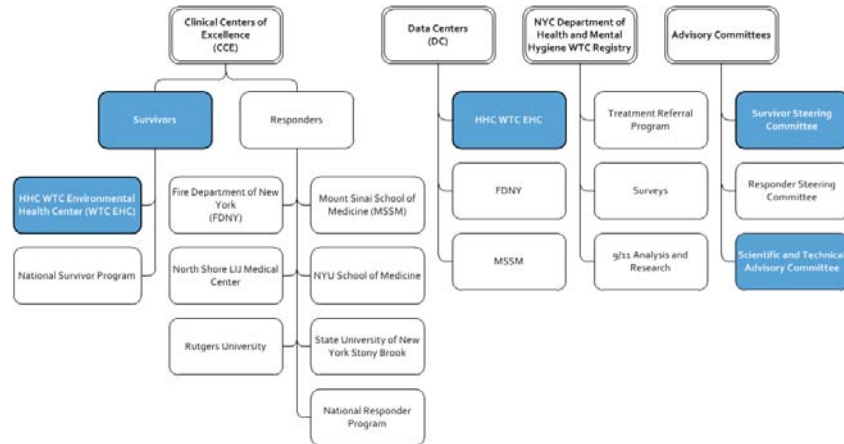 Clinical Centers of
Excellence
(CCE)
Data Centers
(DC)
NYC Department of
Health and Mental
Hygiene WTC Registry
Advisory Committees
Survivors
Responders
HHC WTC EHC
Treatment Referral
Program
Survivor Steering
Committee
HHC WTC Environmental
Health Center (WTC EHC)
Fire Department of New
York
(FDNY)
Mount Sinai School of
Medicine (MSSM)
FDNY
Surveys
Responder Steering
Committee
National Survivor Program
North Shore LIJ Medical
Center
NYU School of Medicine
MSSM
9/11 Analysis and
Research
Scientific and Technical
Advisory Committee
Rutgers University
State University of New
York Stony Brook
National Responder
Program